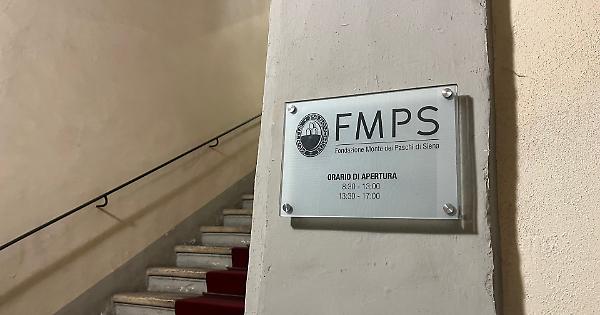 FMPS
Fondazione Monte dei Paschi di Siena
ORARIO DI APERTURA
8:30 - 13:00
13:30 - 17:00